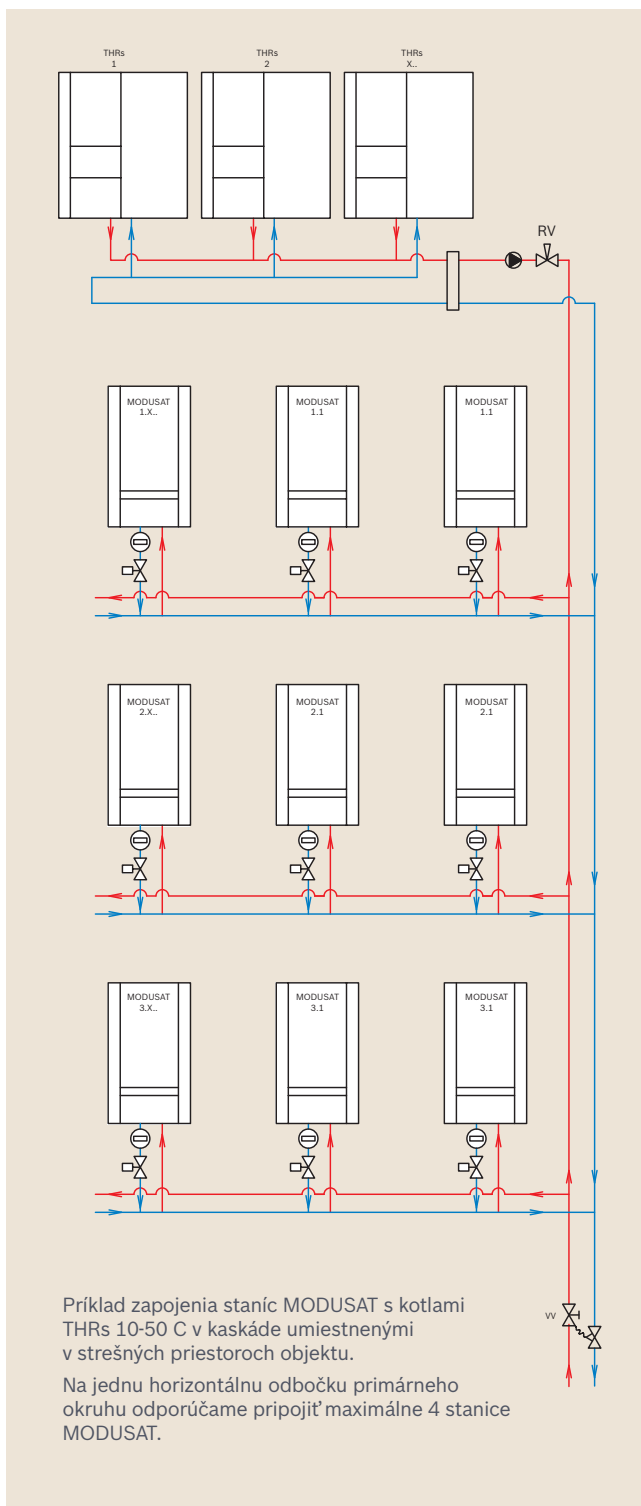 THRs
1
THRs
2
THRs
X..
RV
MODUSAT
1.X..
MODUSAT
1.1
MODUSAT
1.1
MODUSAT
2.X..
MODUSAT
2.1
MODUSAT
2.1
MODUSAT
3.X..
MODUSAT
3.1
MODUSAT
3.1
VV
Príklad zapojenia staníc MODUSAT s kotlami
THRs 10-50 C v kaskáde umiestnenými
v strešných priestoroch objektu.
Na jednu horizontálnu odbočku primárneho
okruhu odporúčame pripojiť maximálne 4 stanice
MODUSAT.